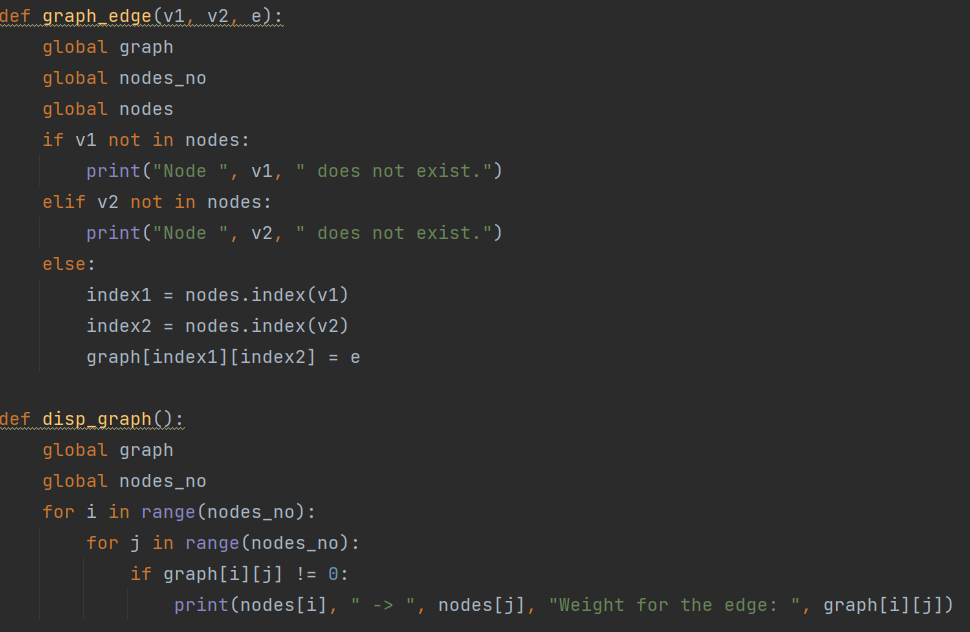 def graph_edge(v1, v2, e):
    global graph
    global nodes_no
    global nodes
    if v1 not in nodes:
        print("Node ", v1, " does not exist.")
    elif v2 not in nodes:
        print("Node ", v2, " does not exist.")
    else:
        index1 = nodes.index(v1)
        index2 = nodes.index(v2)
        graph[index1][index2] = e

def disp_graph():
    global graph
    global nodes_no
    for i in range(nodes_no):
        for j in range(nodes_no):
            if graph[i][j] != 0:
                print(nodes[i], " -> ", nodes[j], "Weight for the edge: ", graph[i][j])